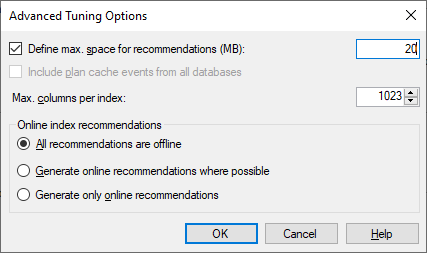 Advanced Tuning Options
Define max. space for recommendations (MB): 20
Include plan cache events from all databases
Max. columns per index: 1023
Online index recommendations
All recommendations are offline
Generate online recommendations where possible
Generate only online recommendations
OK Cancel Help